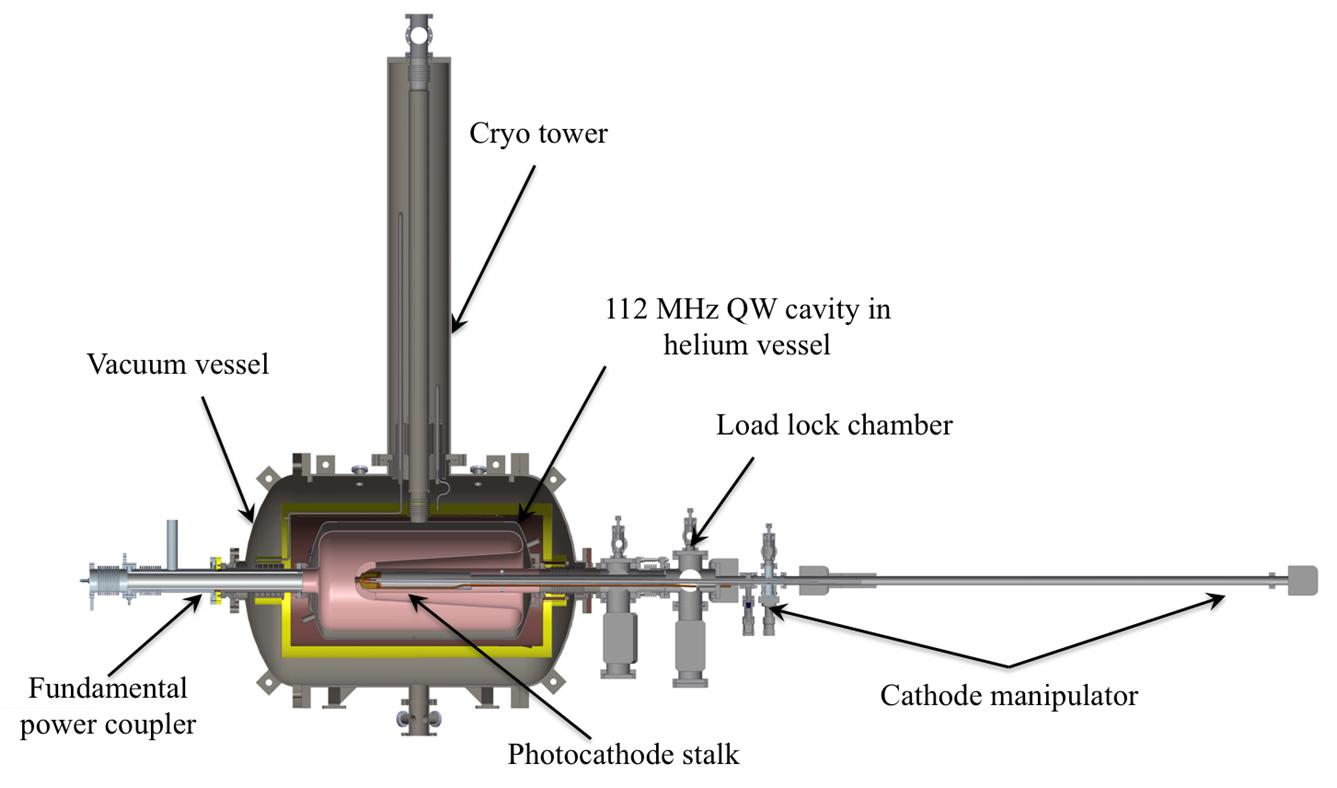 Cryo tower
112 MHz QW cavity in
helium vessel
Vacuum vessel
Load lock chamber
Fundamental
power coupler
Cathode manipulator
Photocathode stalk